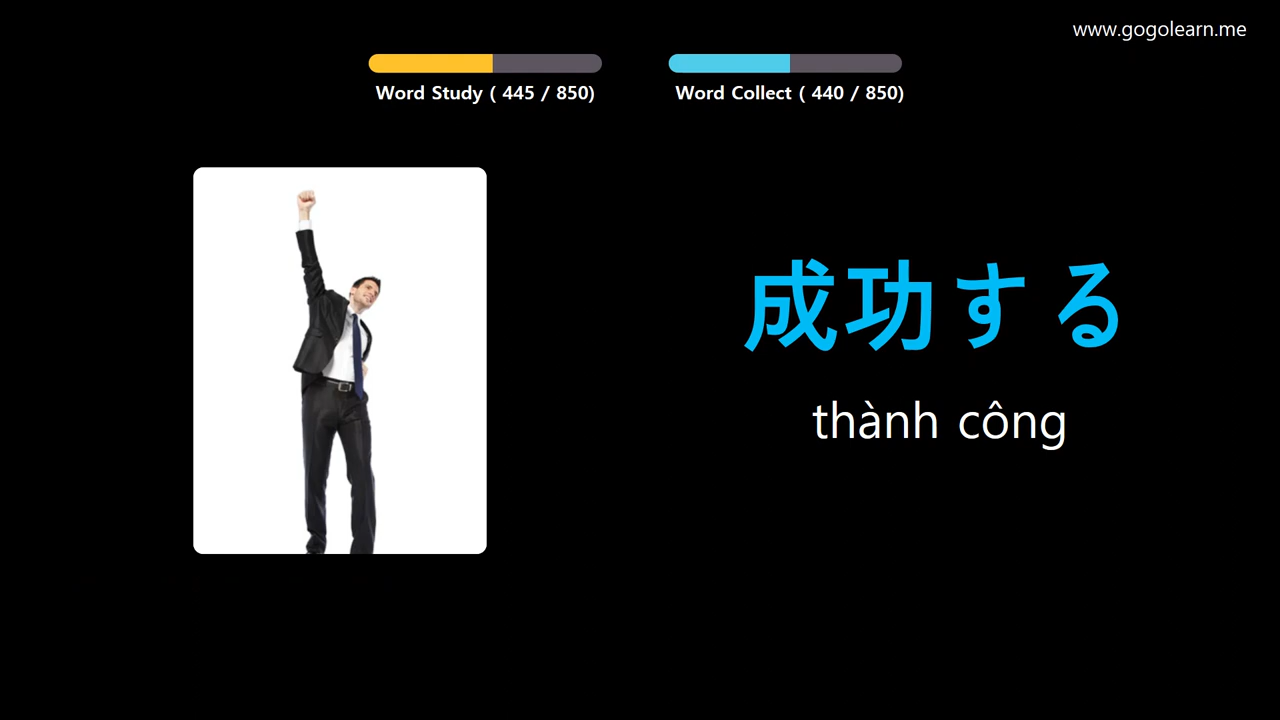 www.gogolearn.me
Word Study ( 445 / 850)
Word Collect ( 440 / 850)
成功する
thành công